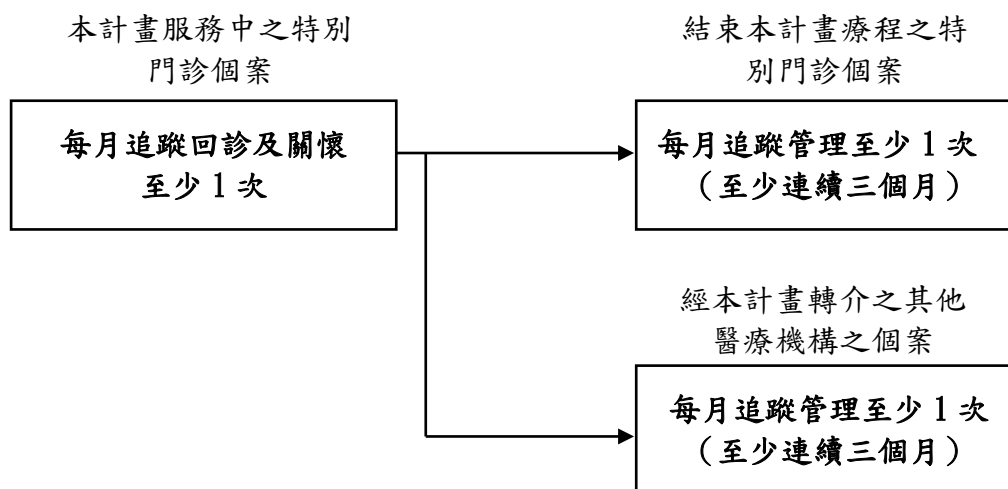 本計畫服務中之特別
門診個案
每月追蹤回診及關懷
至少 1 次
結束本計畫療程之特
別門診個案
每月追蹤管理至少 1 次
（至少連續三個月）
經本計畫轉介之其他
醫療機構之個案
每月追蹤管理至少 1 次
（至少連續三個月）